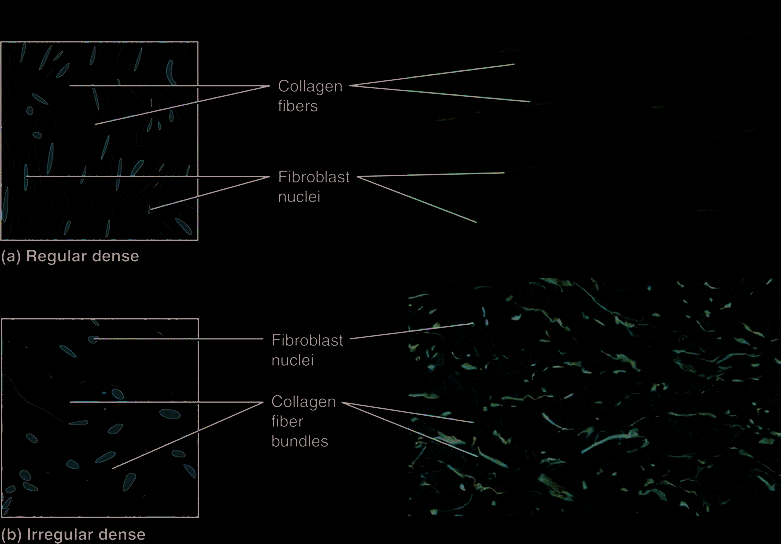 Collagen
fibers
Fibroblast
nuclei
(a) Regular dense
Fibroblast
nuclei
Collagen
fiber
bundles
(b) Irregular dense